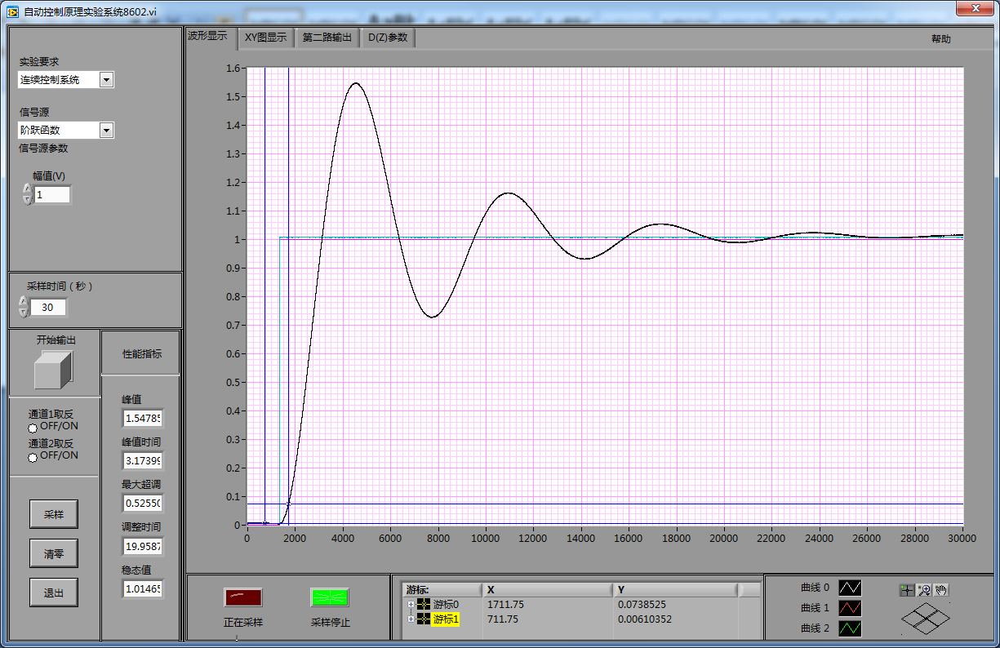 自动控制原理实验系统8602.vi
波形显示 XY图显示 第二路输出 D(Z)参数 帮助
实验要求
连续控制系统
信号源
阶跃函数
信号源参数
幅值(V)
1
采样时间（秒）
30
开始输出
通道1取反
OFF/ON
通道2取反
OFF/ON
采样
清零
退出
性能指标
峰值
1.5478
峰值时间
3.1739
最大超调
0.5255
调整时间
19.9587
稳态值
1.0146
1.6
1.5
1.4
1.3
1.2
1.1
1
0.9
0.8
0.7
0.6
0.5
0.4
0.3
0.2
0.1
0
0 2000 4000 6000 8000 10000 12000 14000 16000 18000 20000 22000 24000 26000 28000 30000
正在采样 采样停止
游标: X Y
游标0 1711.75 0.0738525
游标1 711.75 0.00610352
曲线 0
曲线 1
曲线 2